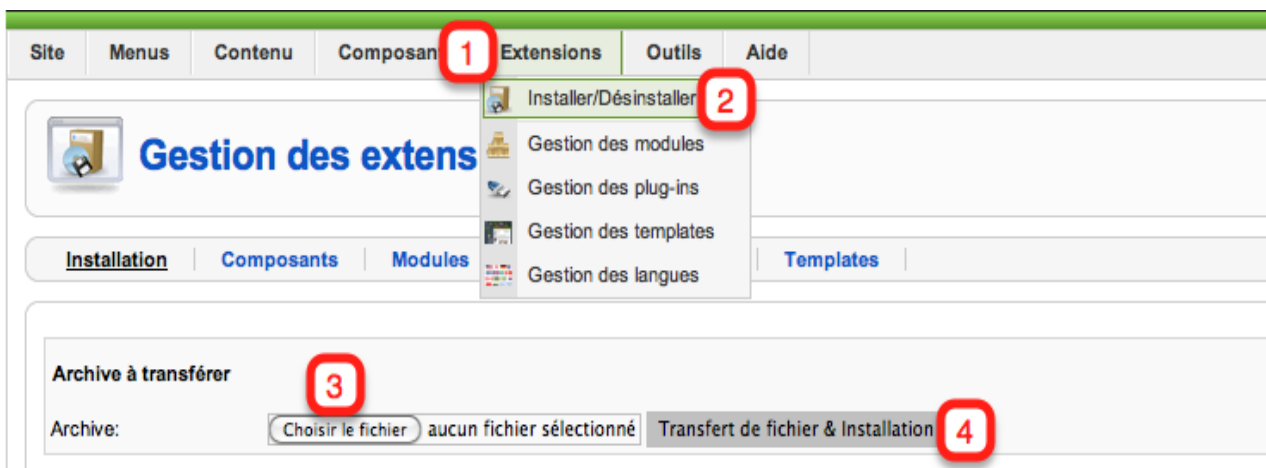 Site Menus Contenu Composan 1 Extensions Outils Aide
Installer/Désinstaller 2
Gestion des modules
Gestion des extens
Gestion des plug-ins
Gestion des templates
Installation Composants Modules Templates
Gestion des langues
Archive à transférer
3
Archive: Choisir le fichier aucun fichier sélectionné Transfert de fichier & Installation 4